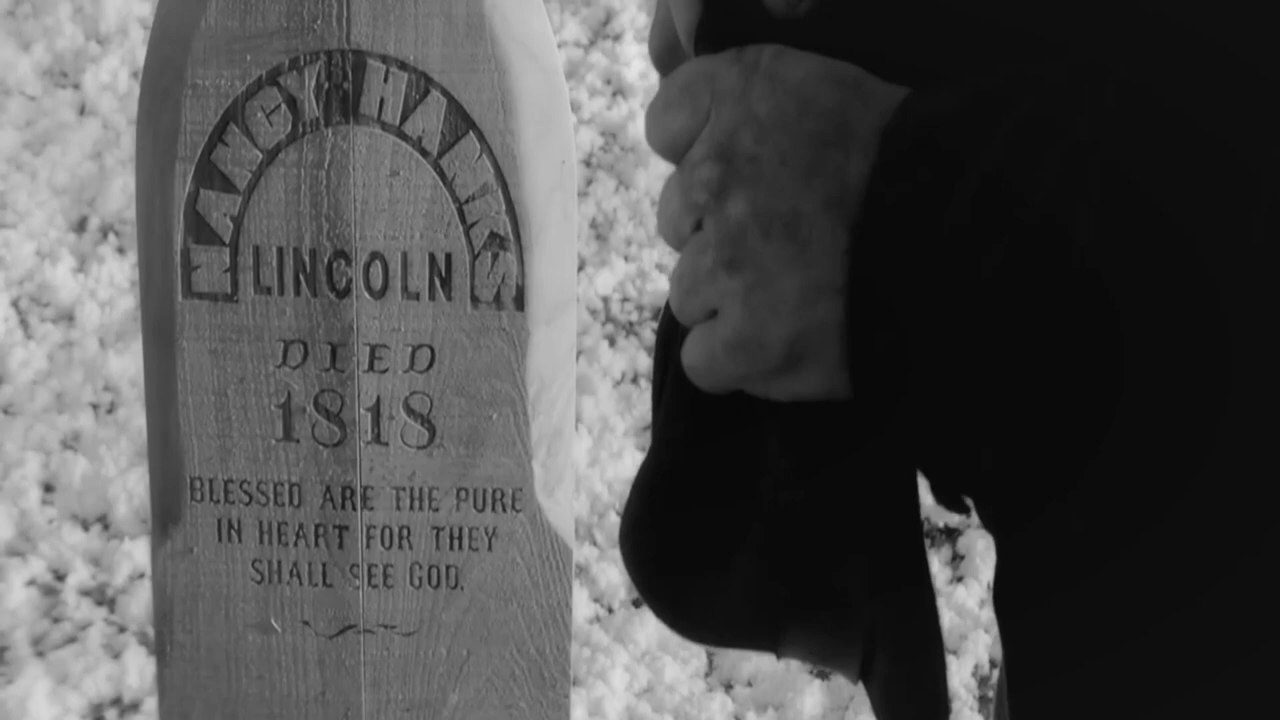 NANCY HANKS
LINCOLN
DIED
1818
BLESSED ARE THE PURE
IN HEART FOR THEY
SHALL SEE GOD.